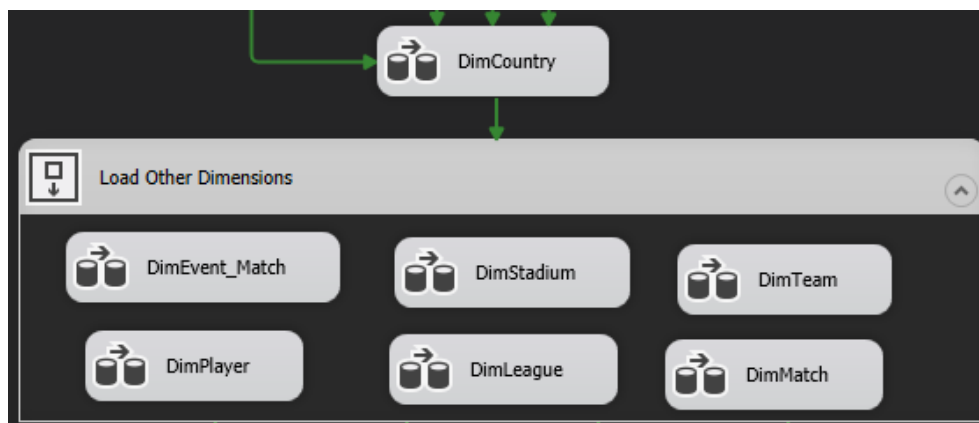 DimCountry
Load Other Dimensions
DimEvent_Match
DimStadium
DimTeam
DimPlayer
DimLeague
DimMatch